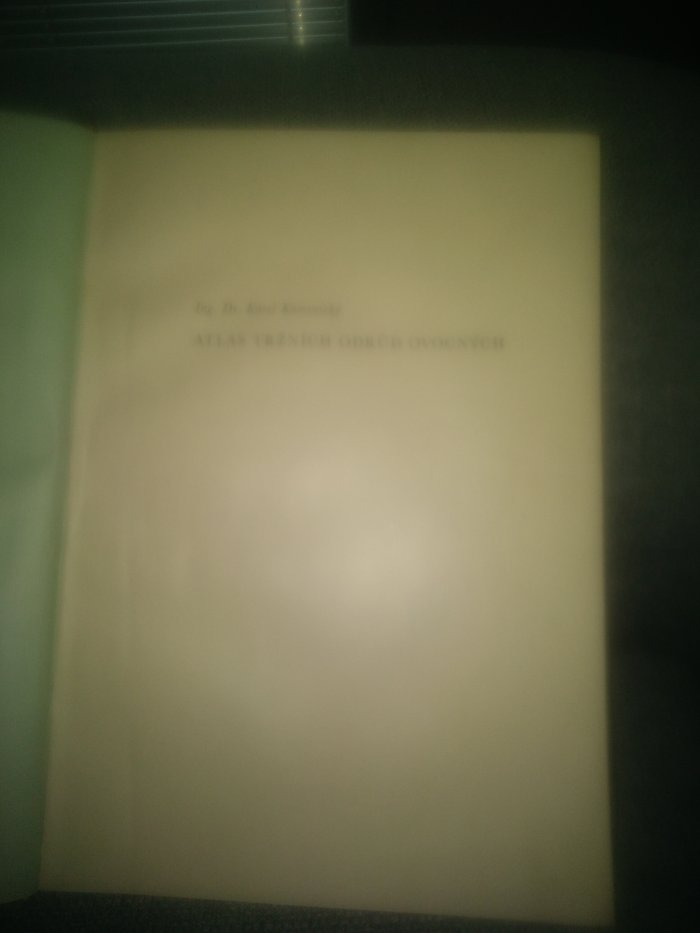 Ing. Dr. Karel
ATLAS TRŽNÍCH ODRŮD OVOCNÝCH